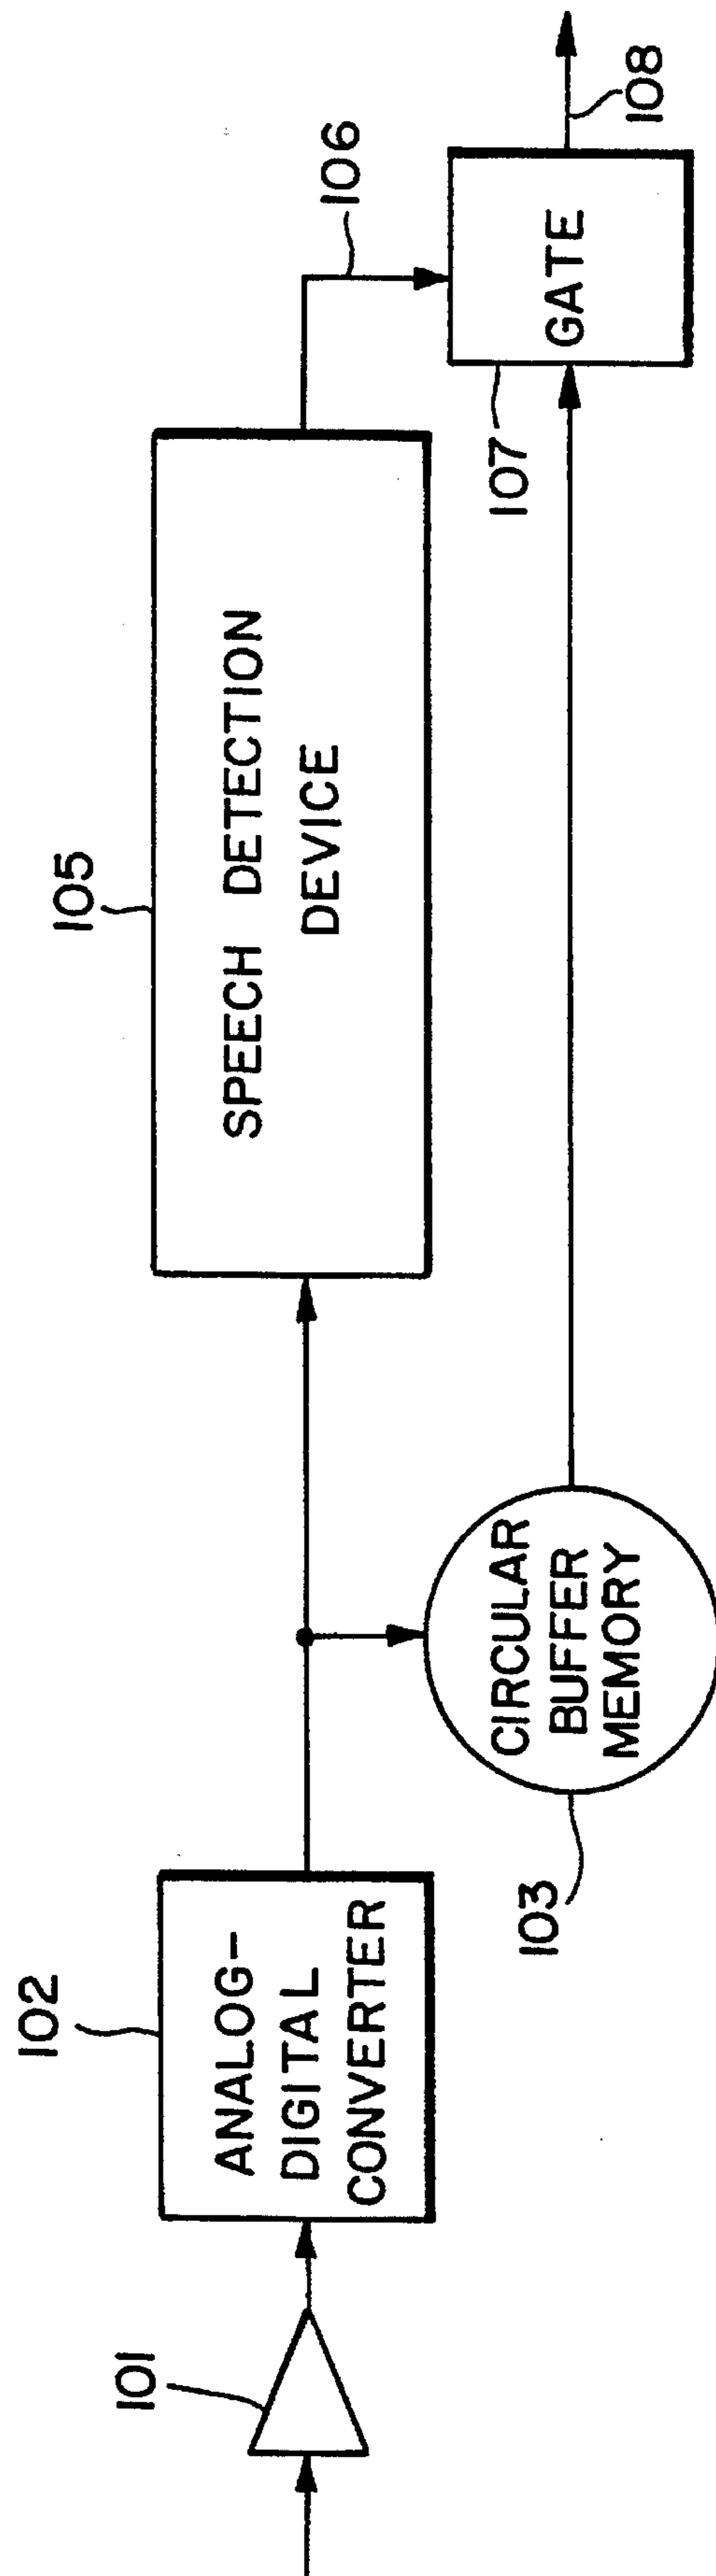 101
102
ANALOG-
DIGITAL
CONVERTER
103
CIRCULAR
BUFFER
MEMORY
105
SPEECH DETECTION
DEVICE
106
107
GATE
108